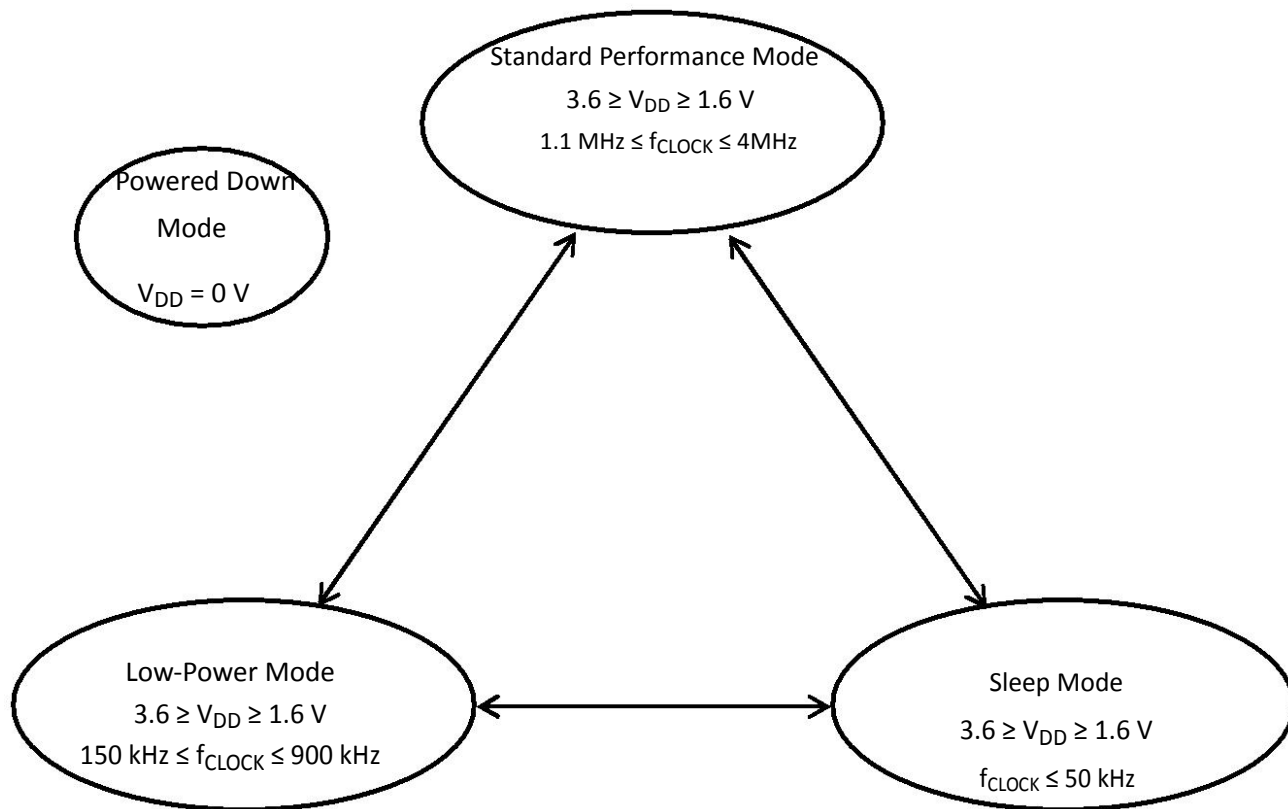 Standard Performance Mode
3.6 ≥ VDD ≥ 1.6 V
1.1 MHz ≤ fCLOCK ≤ 4MHz
Powered Down
Mode
VDD = 0 V
Low-Power Mode
3.6 ≥ VDD ≥ 1.6 V
150 kHz ≤ fCLOCK ≤ 900 kHz
Sleep Mode
3.6 ≥ VDD ≥ 1.6 V
fCLOCK ≤ 50 kHz